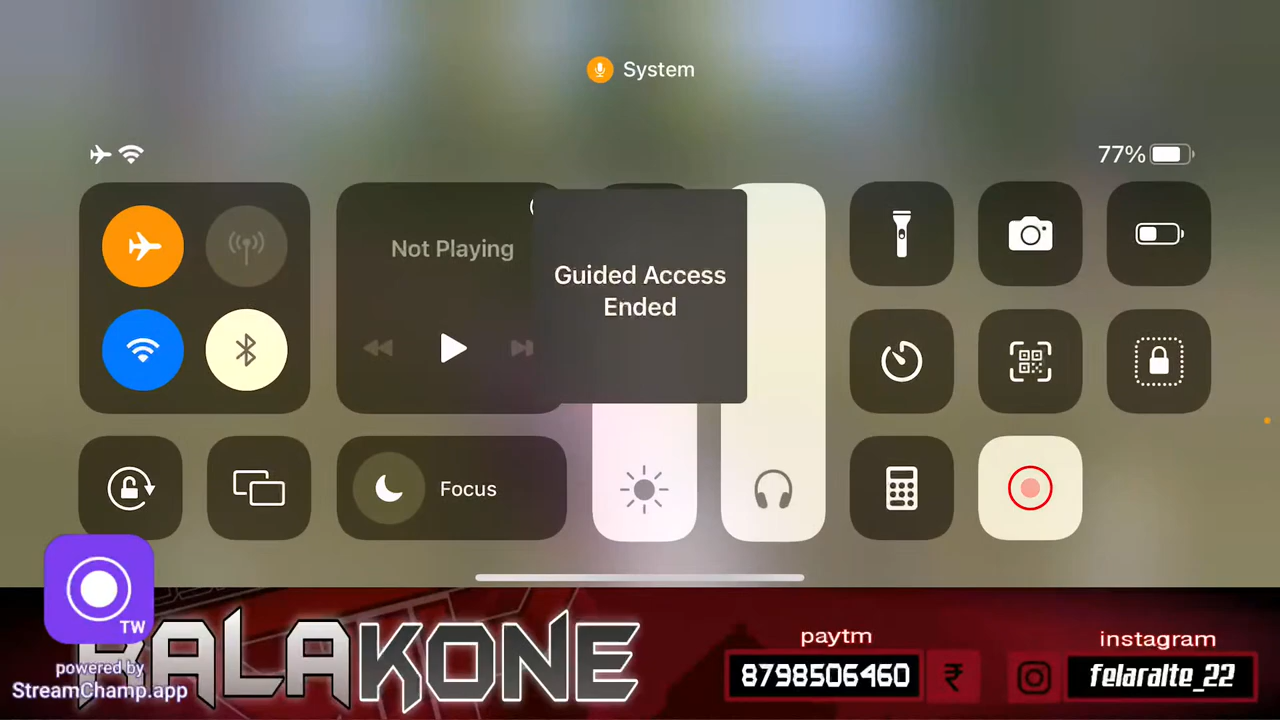 System
77%
Not Playing
Guided Access
Ended
Focus
TW
powered by
StreamChamp.app
KALAKONE
paytm
8798506460
₹
instagram
felaralte_22